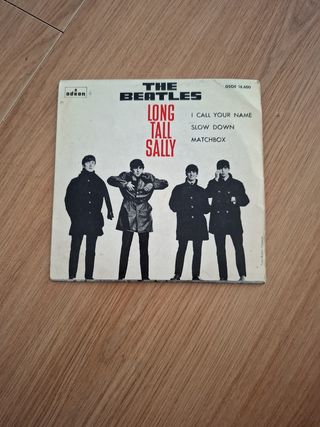 odeon
DSOE 16.600
THE
BEATLES
LONG
TALL
SALLY
I CALL YOUR NAME
SLOW DOWN
MATCHBOX